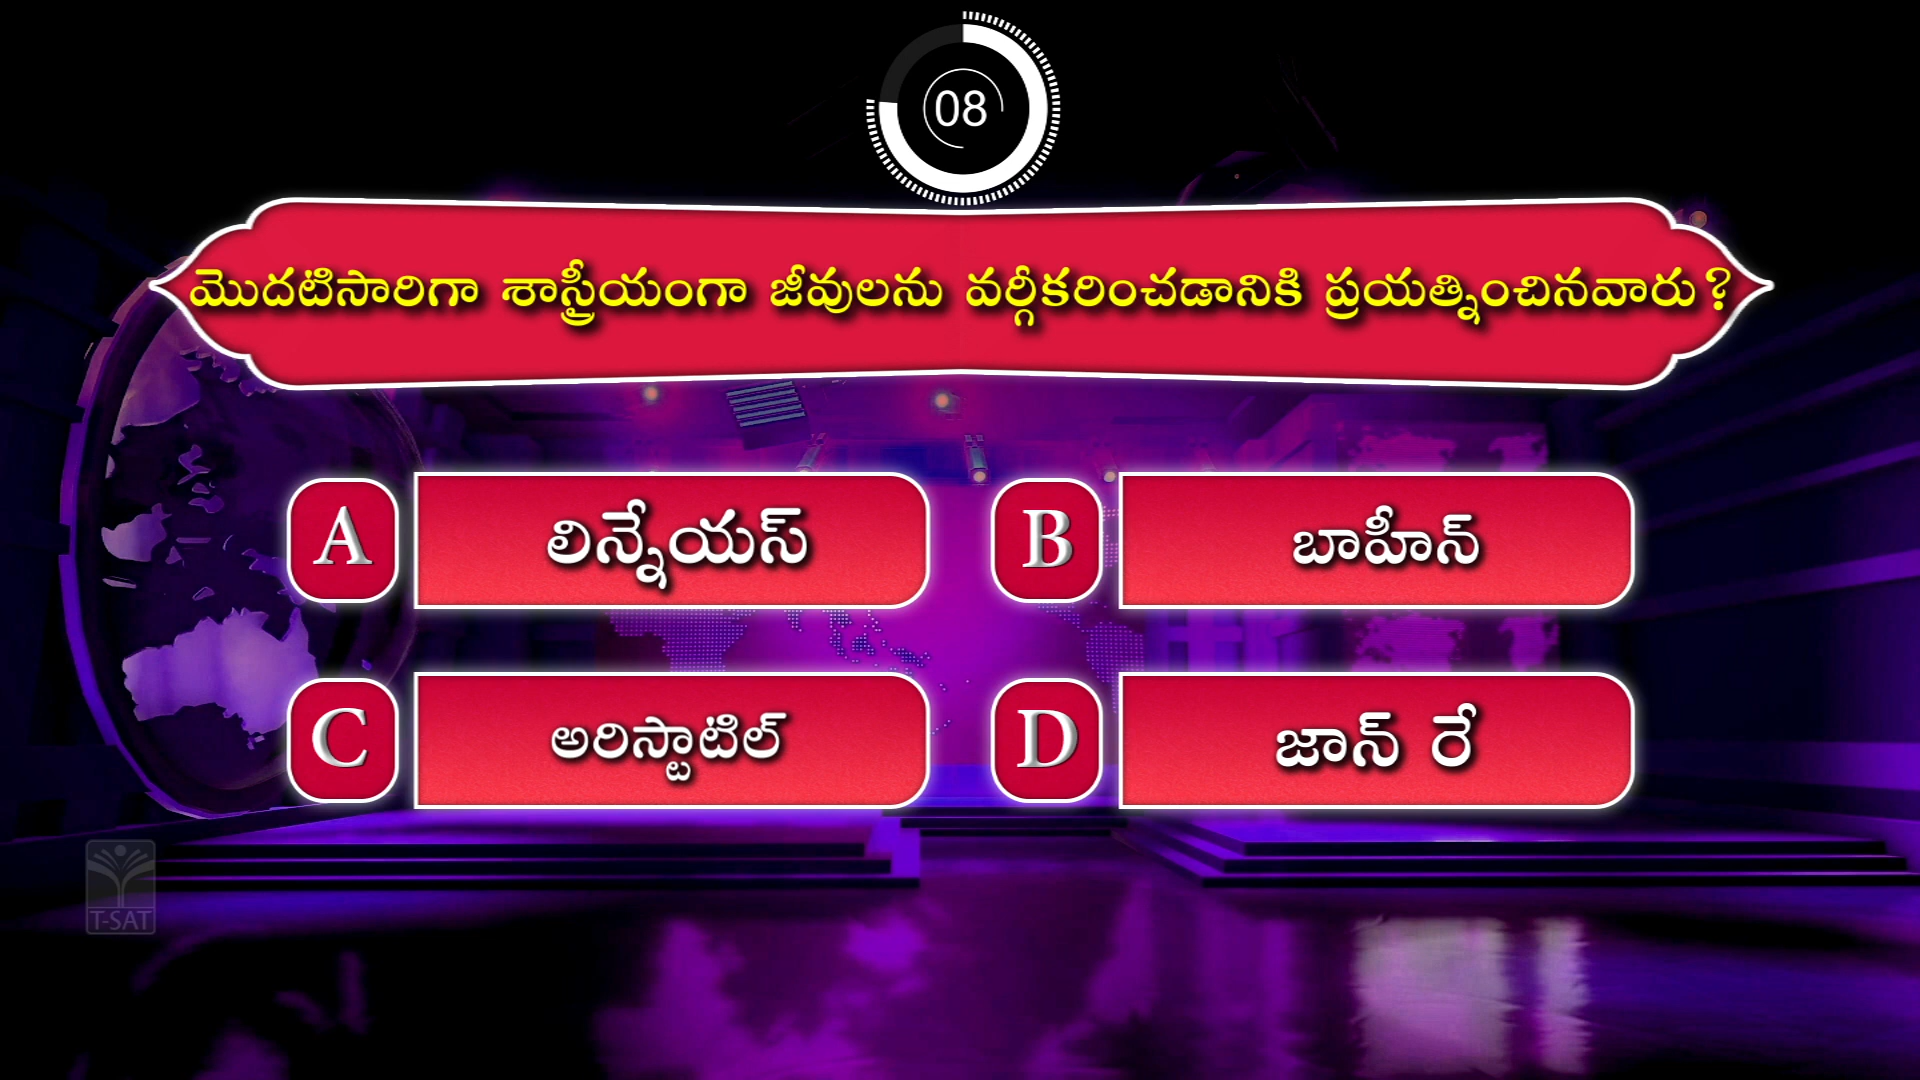 08
మొదటిసారిగా శాస్త్రీయంగా జీవులను వర్గీకరించడానికి ప్రయత్నించినవారు?
A లిన్నేయస్
B బాహీన్
C అరిస్టాటిల్
D జాన్ రే
T-SAT